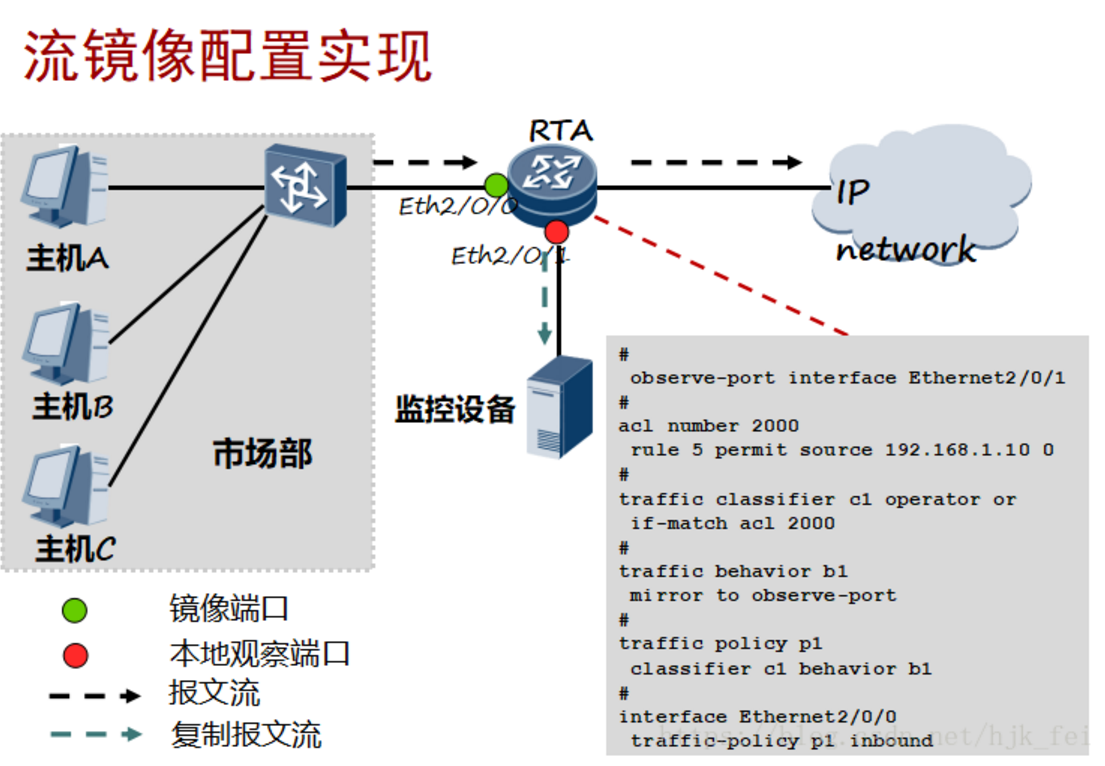 流镜像配置实现
RTA
Eth2/0/0
IP
network
主机A
Eth2/0/1
主机B
监控设备
市场部
主机C
#
observe-port interface Ethernet2/0/1
#
acl number 2000
rule 5 permit source 192.168.1.10 0
#
traffic classifier c1 operator or
if-match acl 2000
#
traffic behavior b1
mirror to observe-port
#
traffic policy p1
classifier c1 behavior b1
#
interface Ethernet2/0/0
traffic-policy p1 inbound
镜像端口
本地观察端口
报文流
复制报文流
https://blog.csdn.net/hjk_fei